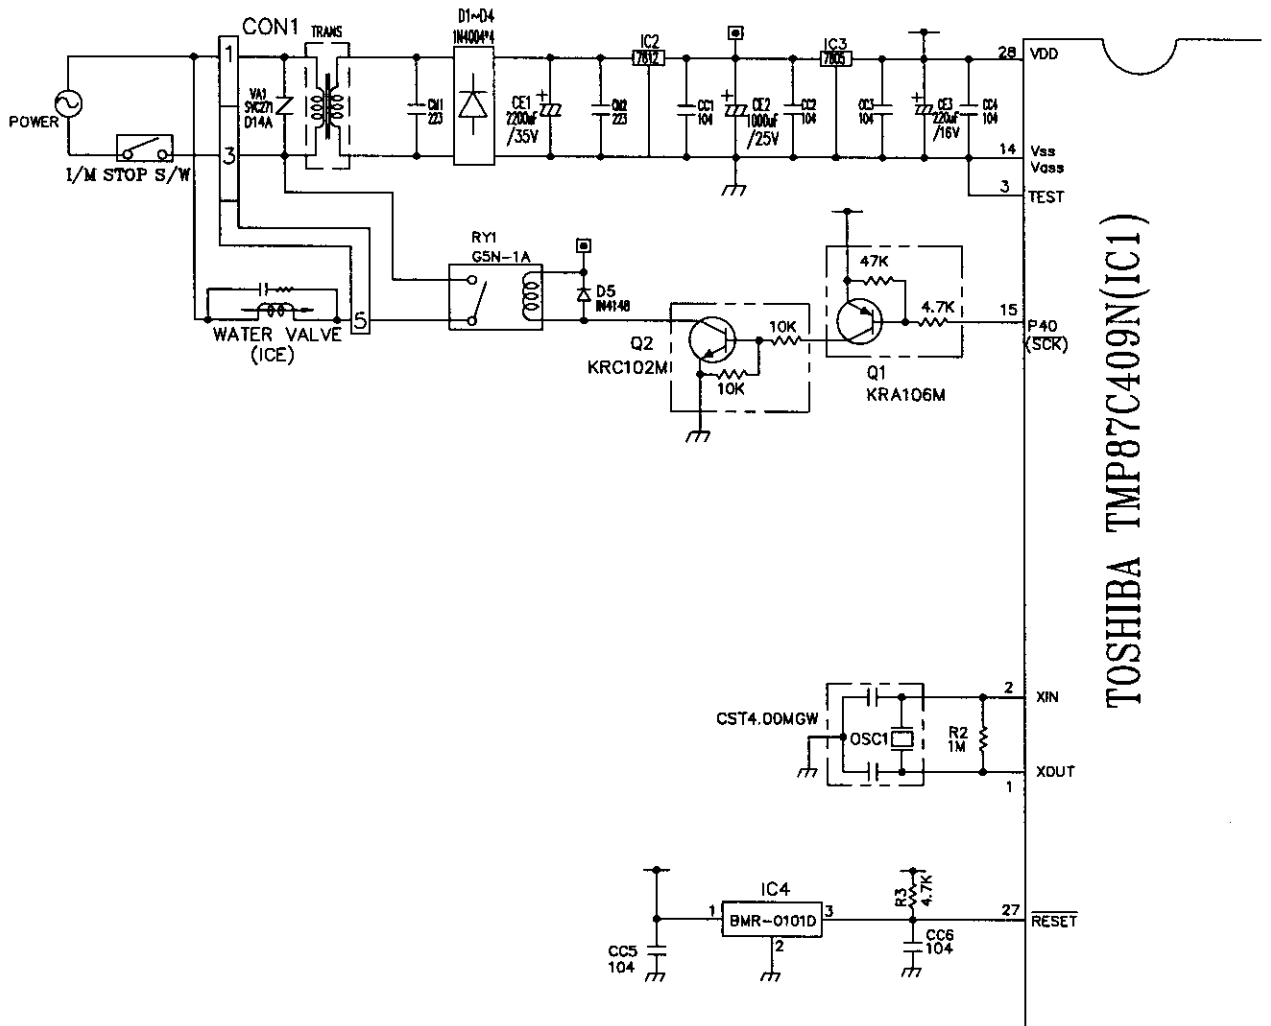 CON1
TRANS
D1~D4
1N4004*4
IC2
7812
IC3
7805
28
VDD
1
POWER
VA1
SVC271
D14A
CM1
223
CE1
2200uF
/35V
CM2
223
CC1
104
CE2
1000uF
/25V
CC2
104
CC3
104
CE3
220uF
/16V
CC4
104
3
I/M STOP S/W
14
Vss
Vass
3
TEST
RY1
G5N-1A
D5
IN4148
5
WATER VALVE
(ICE)
Q2
KRC102M
10K
10K
47K
4.7K
Q1
KRA106M
15
P40
(SCK)
TOSHIBA TMP87C409N(IC1)
2
XIN
CST4.00MGW
OSC1
R2
1M
XOUT
1
IC4
1
BMR-0101D
3
2
CC5
104
R3
4.7K
CC6
104
27
RESET